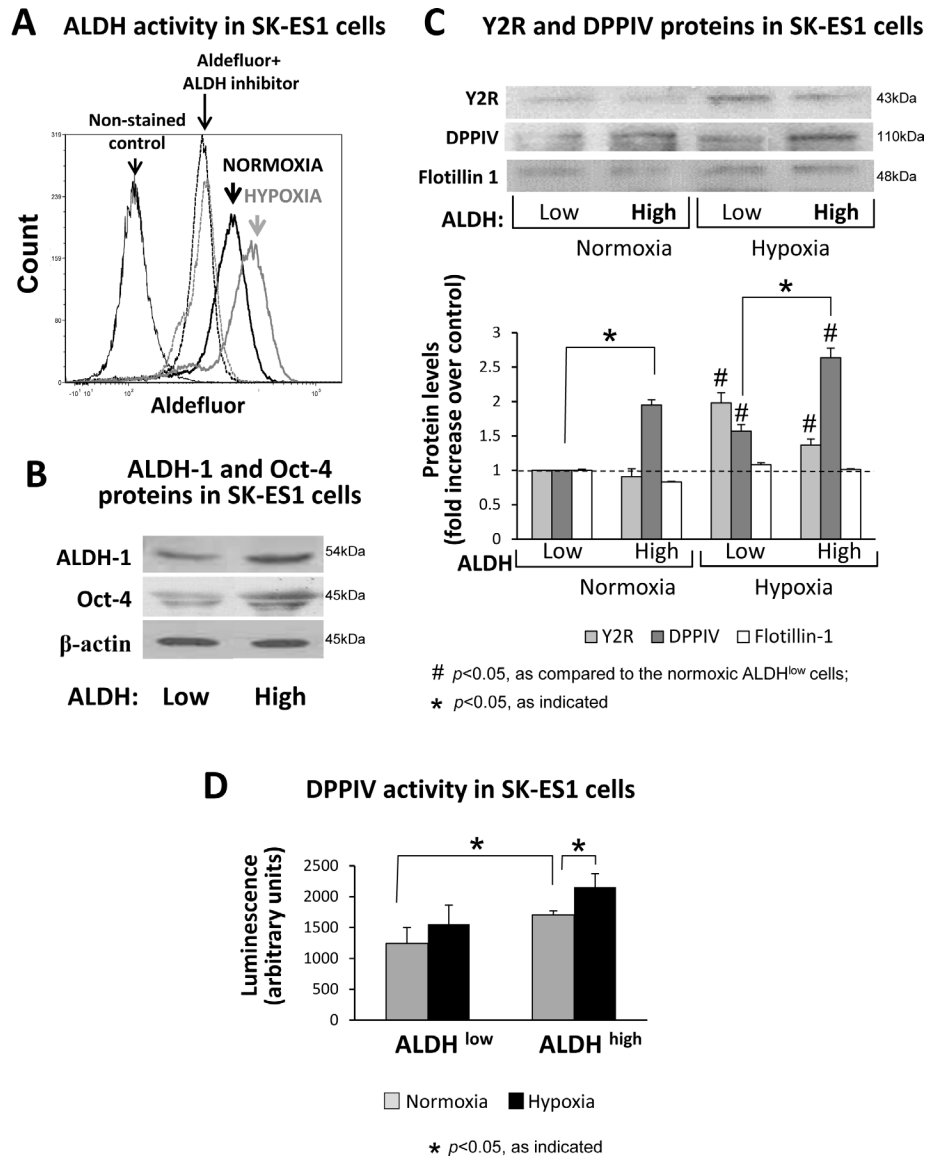 A ALDH activity in SK-ES1 cells
Aldefluor+
ALDH inhibitor
Non-stained
control
NORMOXIA
HYPOXIA
Count
319
239
159
80
0
Aldefluor
B ALDH-1 and Oct-4
proteins in SK-ES1 cells
ALDH-1 54kDa
Oct-4 45kDa
β-actin 45kDa
ALDH: Low High
C Y2R and DPPIV proteins in SK-ES1 cells
Y2R 43kDa
DPPIV 110kDa
Flotillin 1 48kDa
ALDH: Low High Low High
Normoxia Hypoxia
Protein levels
(fold increase over control)
3
2.5
2
1.5
1
0.5
0
*
*
# # # #
ALDH Low High Low High
Normoxia Hypoxia
Y2R DPPIV Flotillin-1
# p<0.05, as compared to the normoxic ALDHlow cells;
* p<0.05, as indicated
D DPPIV activity in SK-ES1 cells
Luminescence
(arbitrary units)
2500
2000
1500
1000
500
0
* *
ALDH low ALDH high
Normoxia Hypoxia
* p<0.05, as indicated